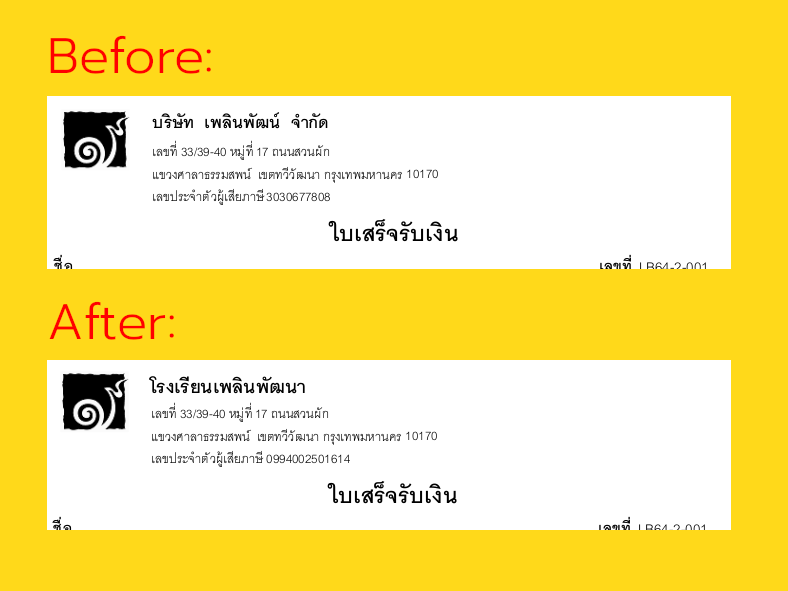 Before:
บริษัท เพลินพัฒน์ จำกัด
เลขที่ 33/39-40 หมู่ที่ 17 ถนนสวนผัก
แขวงศาลาธรรมสพน์ เขตทวีวัฒนา กรุงเทพมหานคร 10170
เลขประจำตัวผู้เสียภาษี 3030677808
ใบเสร็จรับเงิน
ชื่อ เลขที่ LB64-2-001
After:
โรงเรียนเพลินพัฒนา
เลขที่ 33/39-40 หมู่ที่ 17 ถนนสวนผัก
แขวงศาลาธรรมสพน์ เขตทวีวัฒนา กรุงเทพมหานคร 10170
เลขประจำตัวผู้เสียภาษี 0994002501614
ใบเสร็จรับเงิน
ชื่อ เลขที่ LB64-2-001